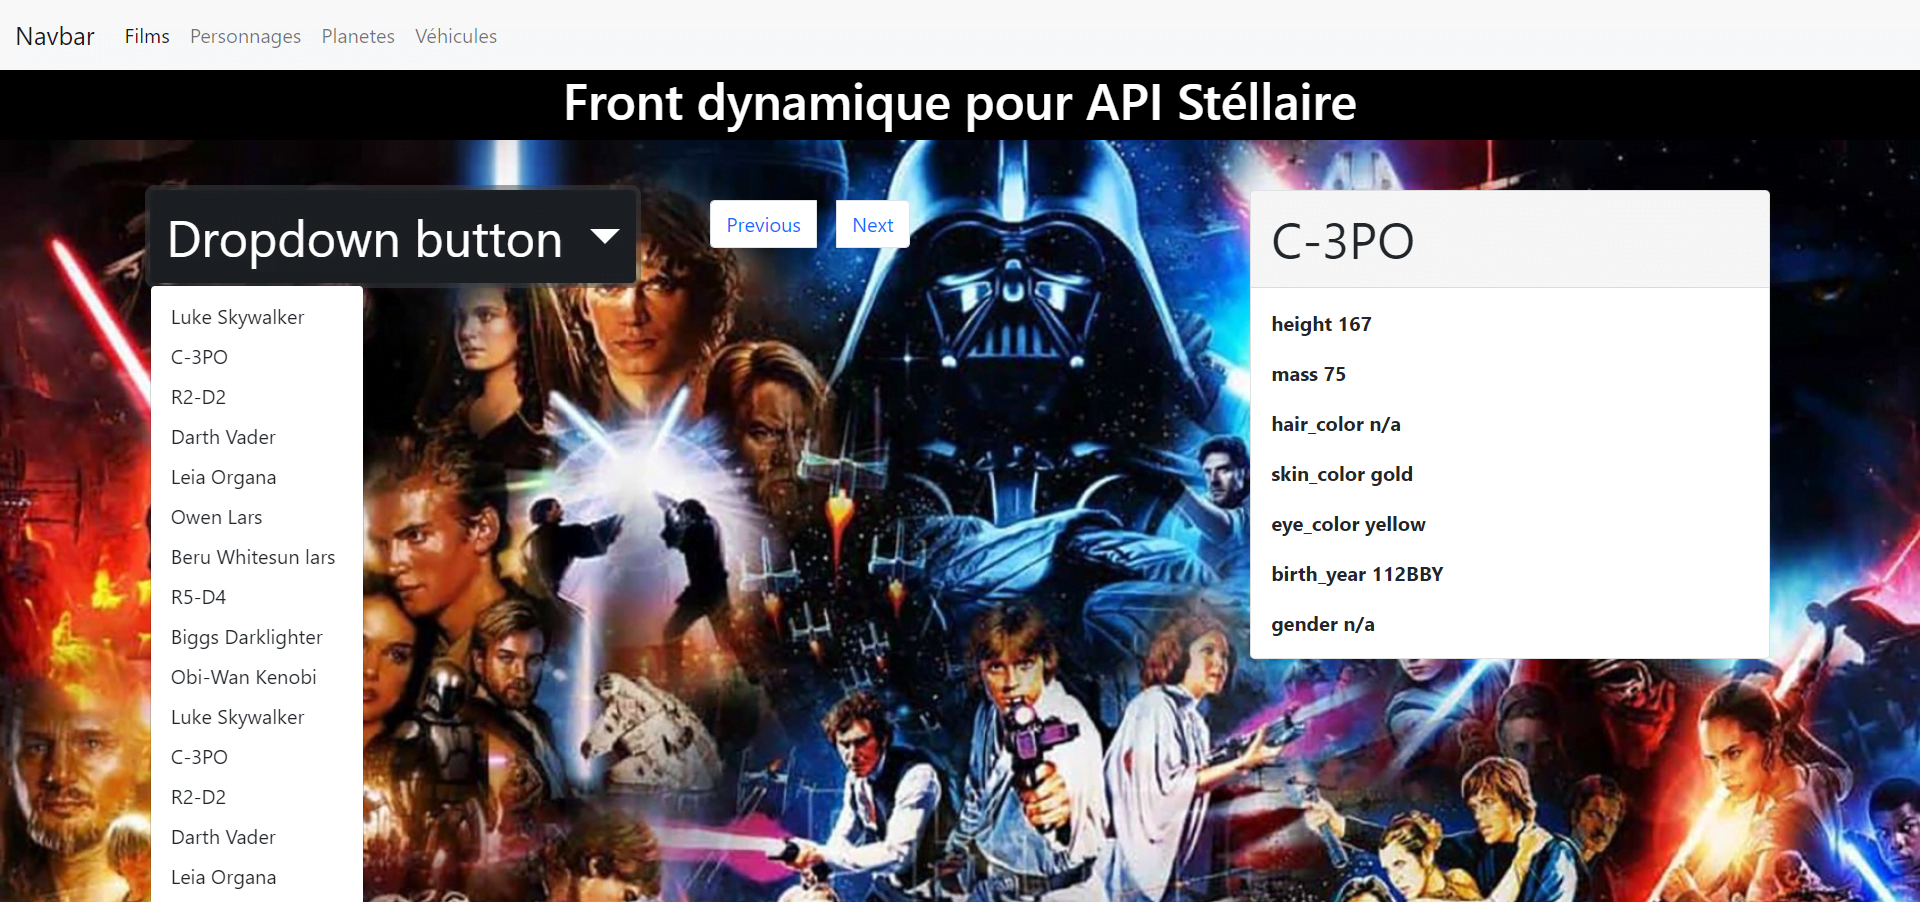 Navbar Films Personnages Planetes Véhicules
Front dynamique pour API Stéllaire
Dropdown button
Previous Next
Luke Skywalker
C-3PO
R2-D2
Darth Vader
Leia Organa
Owen Lars
Beru Whitesun lars
R5-D4
Biggs Darklighter
Obi-Wan Kenobi
Luke Skywalker
C-3PO
R2-D2
Darth Vader
Leia Organa
C-3PO
height 167
mass 75
hair_color n/a
skin_color gold
eye_color yellow
birth_year 112BBY
gender n/a